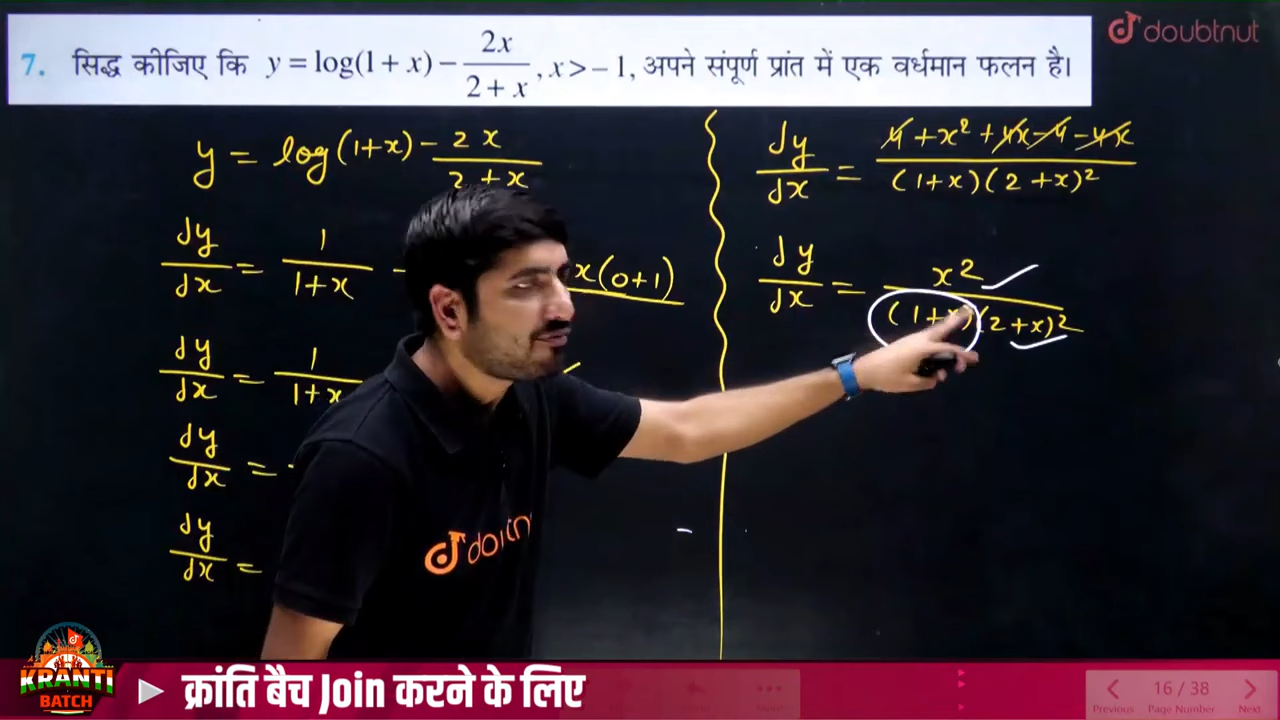 doubtnut
7. सिद्ध कीजिए कि y = log(1 + x) − 2x/(2 + x), x > − 1, अपने संपूर्ण प्रांत में एक वर्धमान फलन है।
y = log(1+x) − 2x/(2+x)
dy/dx = 1/(1+x) − x(0+1)
dy/dx = 1/(1+x
dy/dx = -
dy/dx =
dy/dx = (4+x²+4x−4−4x)/((1+x)(2+x)²)
dy/dx = x²/((1+x)(2+x)²)
KRANTI
BATCH
क्रांति बैच Join करने के लिए
16 / 38
Previous Page Number Next